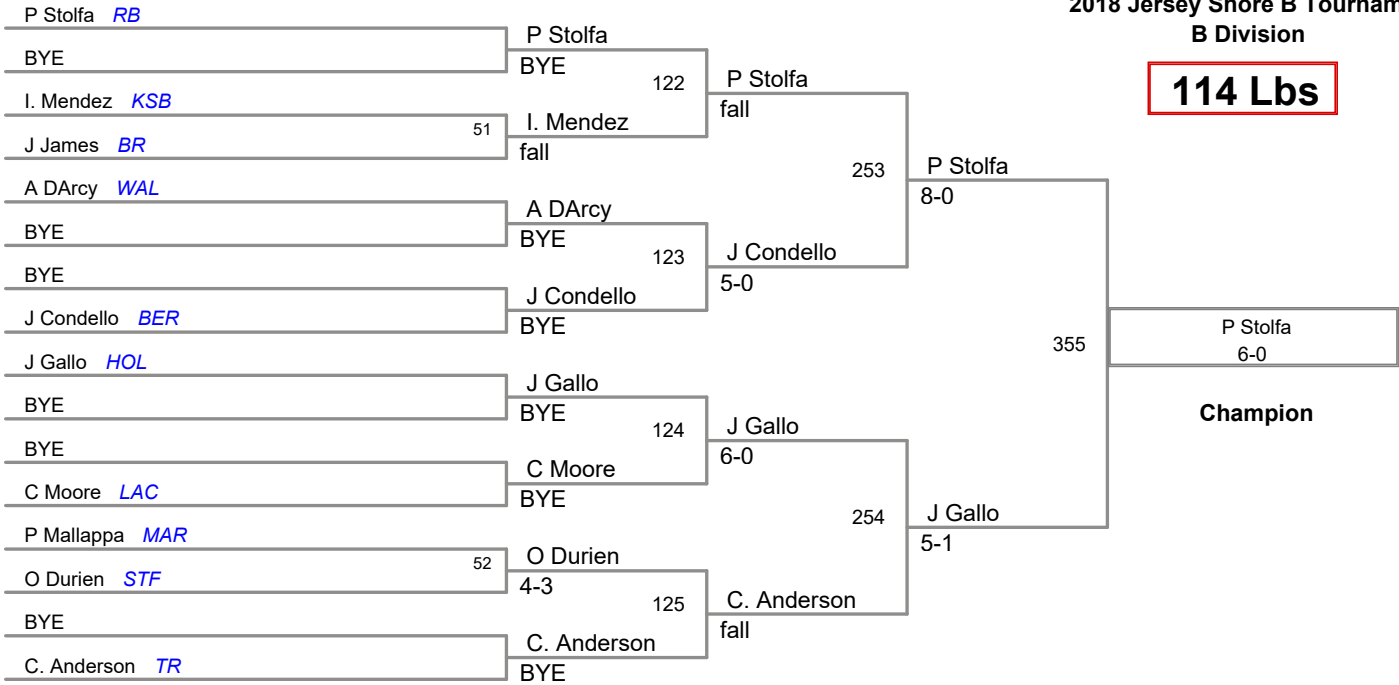 2018 Jersey Shore B Tournam
B Division
114 Lbs
P Stolfa RB
BYE
I. Mendez KSB
J James BR
A DArcy WAL
BYE
BYE
J Condello BER
J Gallo HOL
BYE
BYE
C Moore LAC
P Mallappa MAR
O Durien STF
BYE
C. Anderson TR
51
52
P Stolfa
BYE
I. Mendez
fall
A DArcy
BYE
J Condello
BYE
J Gallo
BYE
C Moore
BYE
O Durien
4-3
C. Anderson
BYE
122
123
124
125
P Stolfa
fall
J Condello
5-0
J Gallo
6-0
C. Anderson
fall
253
254
P Stolfa
8-0
J Gallo
5-1
355
P Stolfa
6-0
Champion